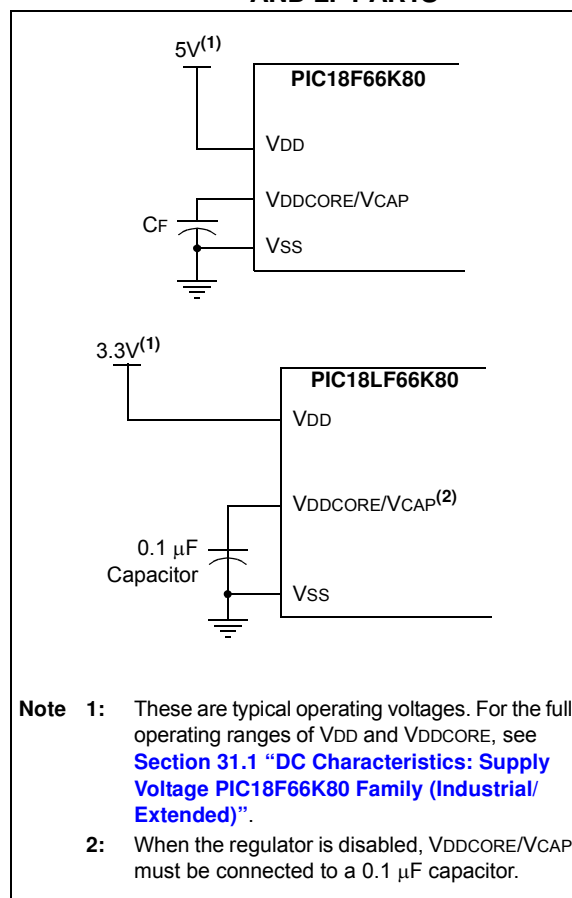 AND LF PARTS
5V(1)
PIC18F66K80
VDD
VDDCORE/VCAP
CF
VSS
3.3V(1)
PIC18LF66K80
VDD
VDDCORE/VCAP(2)
0.1 μF
Capacitor
VSS
Note 1: These are typical operating voltages. For the full
operating ranges of VDD and VDDCORE, see
Section 31.1 “DC Characteristics: Supply
Voltage PIC18F66K80 Family (Industrial/
Extended)”.
2: When the regulator is disabled, VDDCORE/VCAP
must be connected to a 0.1 μF capacitor.